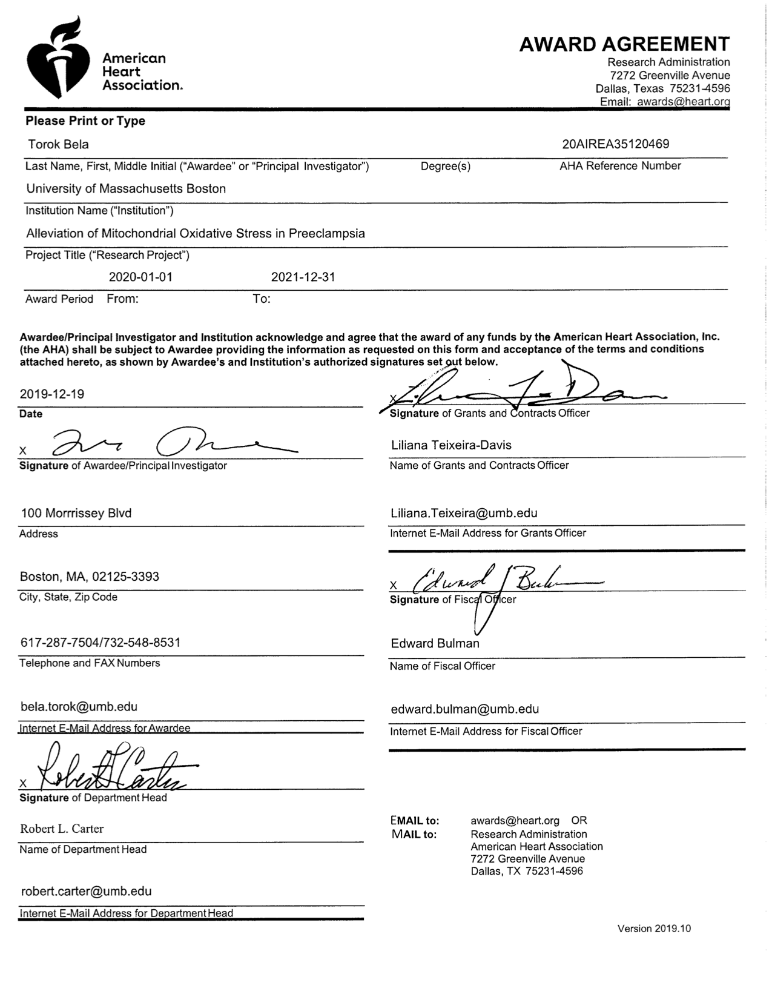 American
Heart
Association.
AWARD AGREEMENT
Research Administration
7272 Greenville Avenue
Dallas, Texas 75231-4596
Email: awards@heart.org
Please Print or Type
Torok Bela 20AIREA35120469
Last Name, First, Middle Initial (“Awardee” or “Principal Investigator”) Degree(s) AHA Reference Number
University of Massachusetts Boston
Institution Name (“Institution”)
Alleviation of Mitochondrial Oxidative Stress in Preeclampsia
Project Title (“Research Project”)
2020-01-01 2021-12-31
Award Period From: To:
Awardee/Principal Investigator and Institution acknowledge and agree that the award of any funds by the American Heart Association, Inc.
(the AHA) shall be subject to Awardee providing the information as requested on this form and acceptance of the terms and conditions
attached hereto, as shown by Awardee’s and Institution’s authorized signatures set out below.
2019-12-19
Date
X
Signature of Awardee/Principal Investigator
100 Morrrissey Blvd
Address
Boston, MA, 02125-3393
City, State, Zip Code
617-287-7504/732-548-8531
Telephone and FAX Numbers
bela.torok@umb.edu
Internet E-Mail Address for Awardee
X Robert L Carter
Signature of Department Head
Robert L. Carter
Name of Department Head
robert.carter@umb.edu
Internet E-Mail Address for Department Head
X
Signature of Grants and Contracts Officer
Liliana Teixeira-Davis
Name of Grants and Contracts Officer
Liliana.Teixeira@umb.edu
Internet E-Mail Address for Grants Officer
X Edward J Bulman
Signature of Fiscal Officer
Edward Bulman
Name of Fiscal Officer
edward.bulman@umb.edu
Internet E-Mail Address for Fiscal Officer
EMAIL to: awards@heart.org OR
MAIL to: Research Administration
American Heart Association
7272 Greenville Avenue
Dallas, TX 75231-4596
Version 2019.10